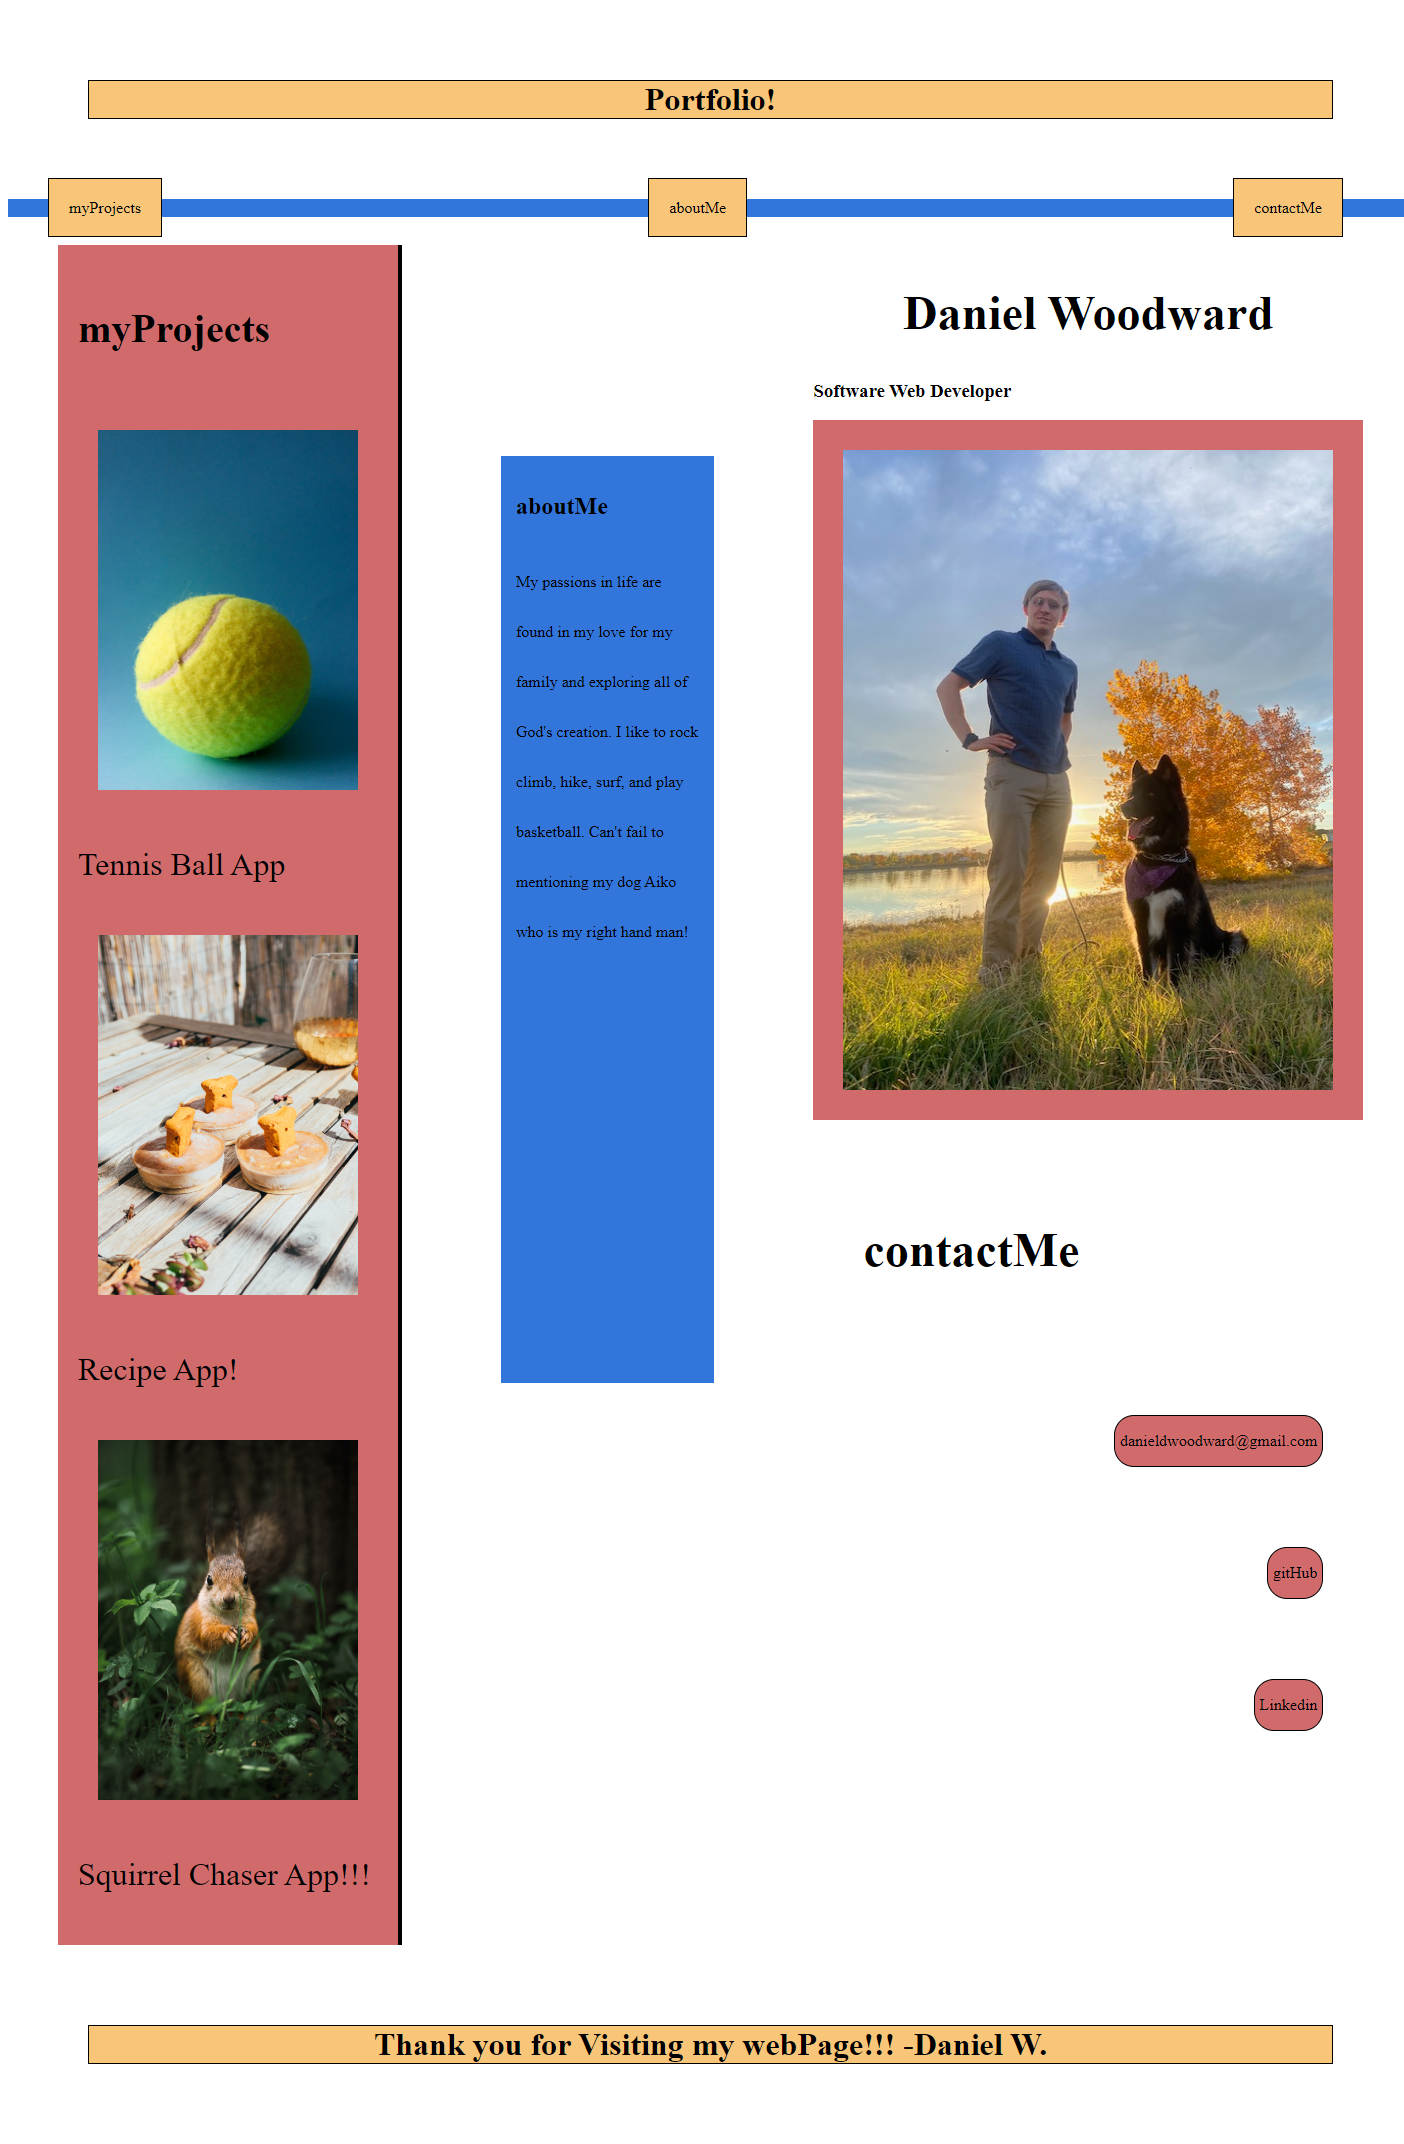 Portfolio!
myProjects
aboutMe
contactMe
myProjects
Tennis Ball App
Recipe App!
Squirrel Chaser App!!!
aboutMe
My passions in life are
found in my love for my
family and exploring all of
God's creation. I like to rock
climb, hike, surf, and play
basketball. Can't fail to
mentioning my dog Aiko
who is my right hand man!
Daniel Woodward
Software Web Developer
contactMe
danieldwoodward@gmail.com
gitHub
Linkedin
Thank you for Visiting my webPage!!! -Daniel W.